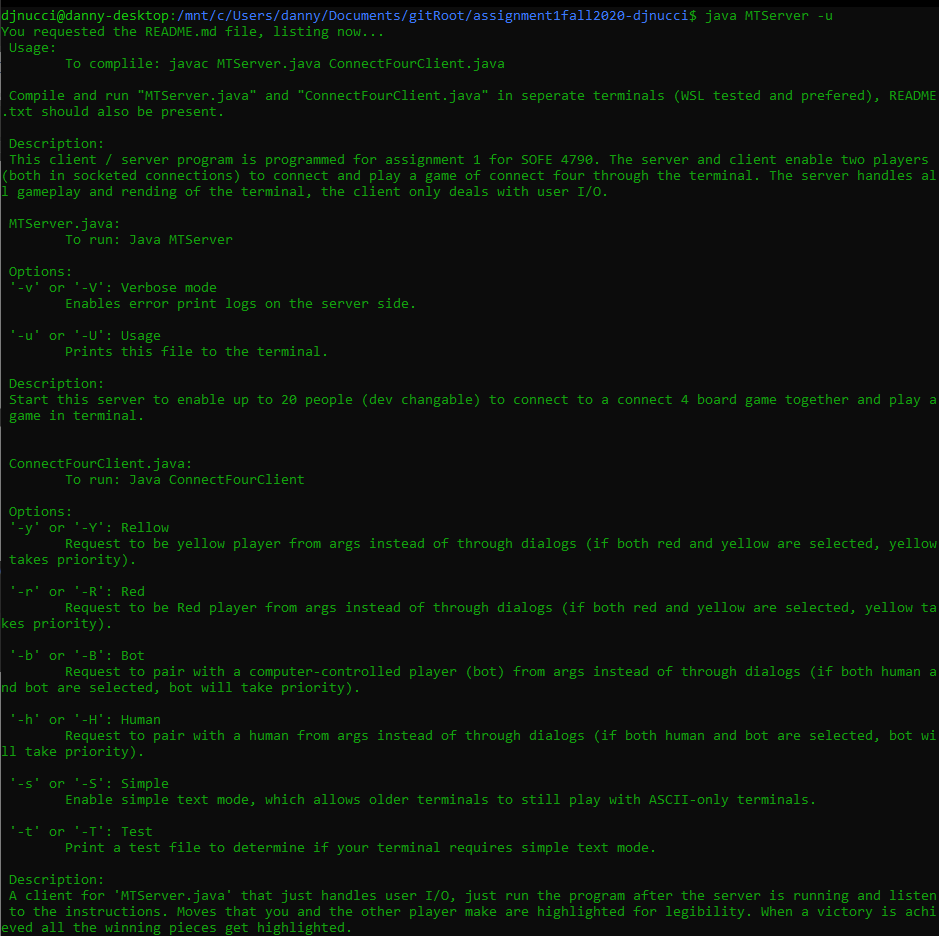 djnucci@danny-desktop:/mnt/c/Users/danny/Documents/gitRoot/assignment1fall2020-djnucci$ java MTServer -u
You requested the README.md file, listing now...
Usage:
To complile: javac MTServer.java ConnectFourClient.java
Compile and run "MTServer.java" and "ConnectFourClient.java" in seperate terminals (WSL tested and prefered), README
.txt should also be present.
Description:
This client / server program is programmed for assignment 1 for SOFE 4790. The server and client enable two players
(both in socketed connections) to connect and play a game of connect four through the terminal. The server handles al
l gameplay and rending of the terminal, the client only deals with user I/O.
MTServer.java:
To run: Java MTServer
Options:
'-v' or '-V': Verbose mode
Enables error print logs on the server side.
'-u' or '-U': Usage
Prints this file to the terminal.
Description:
Start this server to enable up to 20 people (dev changable) to connect to a connect 4 board game together and play a
game in terminal.
ConnectFourClient.java:
To run: Java ConnectFourClient
Options:
'-y' or '-Y': Rellow
Request to be yellow player from args instead of through dialogs (if both red and yellow are selected, yellow
takes priority).
'-r' or '-R': Red
Request to be Red player from args instead of through dialogs (if both red and yellow are selected, yellow ta
kes priority).
'-b' or '-B': Bot
Request to pair with a computer-controlled player (bot) from args instead of through dialogs (if both human a
nd bot are selected, bot will take priority).
'-h' or '-H': Human
Request to pair with a human from args instead of through dialogs (if both human and bot are selected, bot wi
ll take priority).
'-s' or '-S': Simple
Enable simple text mode, which allows older terminals to still play with ASCII-only terminals.
'-t' or '-T': Test
Print a test file to determine if your terminal requires simple text mode.
Description:
A client for 'MTServer.java' that just handles user I/O, just run the program after the server is running and listen
to the instructions. Moves that you and the other player make are highlighted for legibility. When a victory is achi
eved all the winning pieces get highlighted.